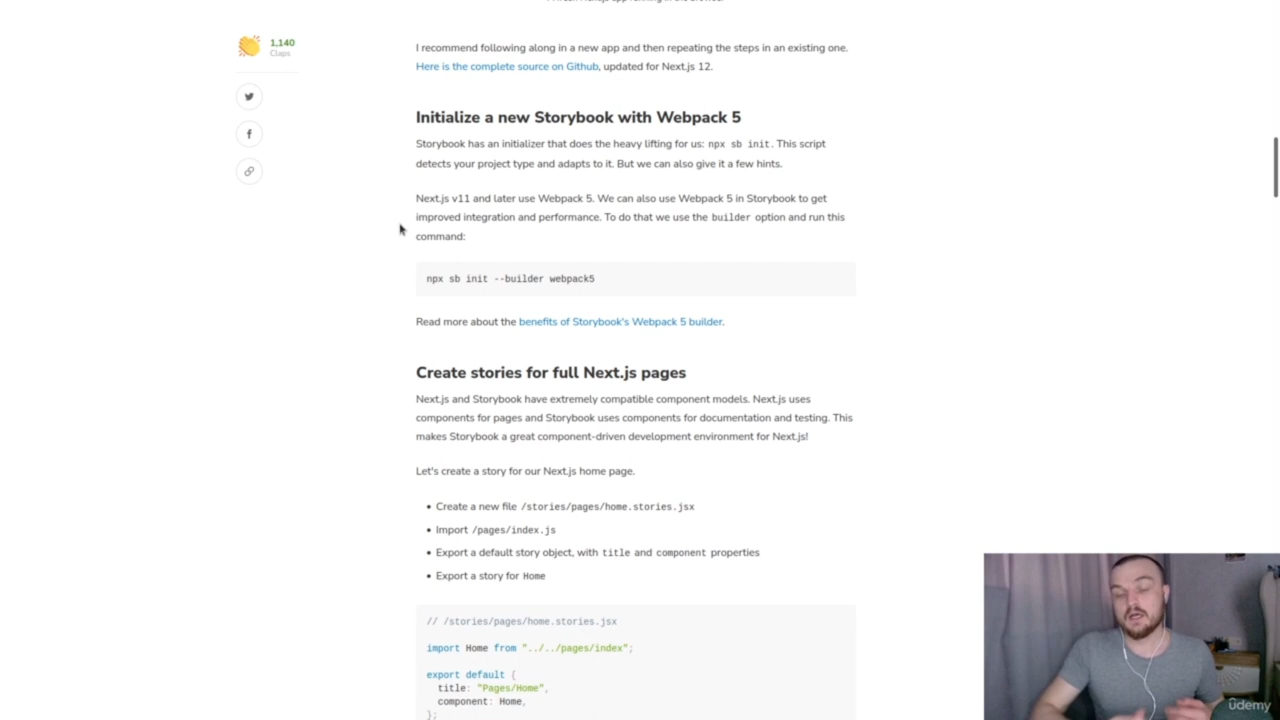 1,140
Claps
I recommend following along in a new app and then repeating the steps in an existing one.
Here is the complete source on Github, updated for Next.js 12.
Initialize a new Storybook with Webpack 5
Storybook has an initializer that does the heavy lifting for us: npx sb init. This script
detects your project type and adapts to it. But we can also give it a few hints.
Next.js v11 and later use Webpack 5. We can also use Webpack 5 in Storybook to get
improved integration and performance. To do that we use the builder option and run this
command:
npx sb init --builder webpack5
Read more about the benefits of Storybook's Webpack 5 builder.
Create stories for full Next.js pages
Next.js and Storybook have extremely compatible component models. Next.js uses
components for pages and Storybook uses components for documentation and testing. This
makes Storybook a great component-driven development environment for Next.js!
Let's create a story for our Next.js home page.
• Create a new file /stories/pages/home.stories.jsx
• Import /pages/index.js
• Export a default story object, with title and component properties
• Export a story for Home
// /stories/pages/home.stories.jsx
import Home from "../../pages/index";
export default {
title: "Pages/Home",
component: Home,
};
ûdemy